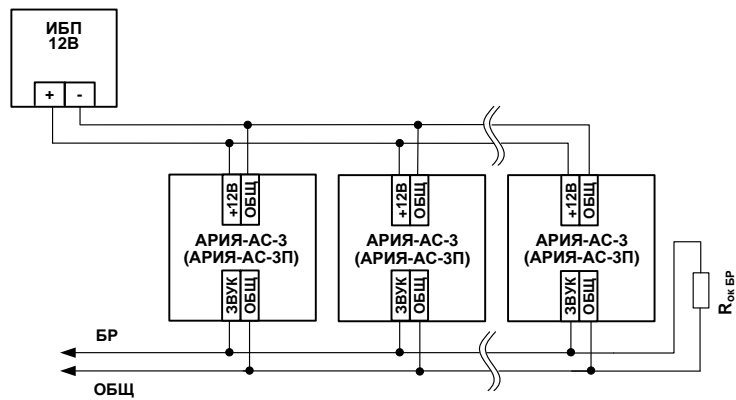 ИБП
12В
+ -
+12В ОБЩ
+12В ОБЩ
+12В ОБЩ
АРИЯ-АС-3
(АРИЯ-АС-3П)
АРИЯ-АС-3
(АРИЯ-АС-3П)
АРИЯ-АС-3
(АРИЯ-АС-3П)
ЗВУК ОБЩ
ЗВУК ОБЩ
ЗВУК ОБЩ
Rок БР
БР
ОБЩ